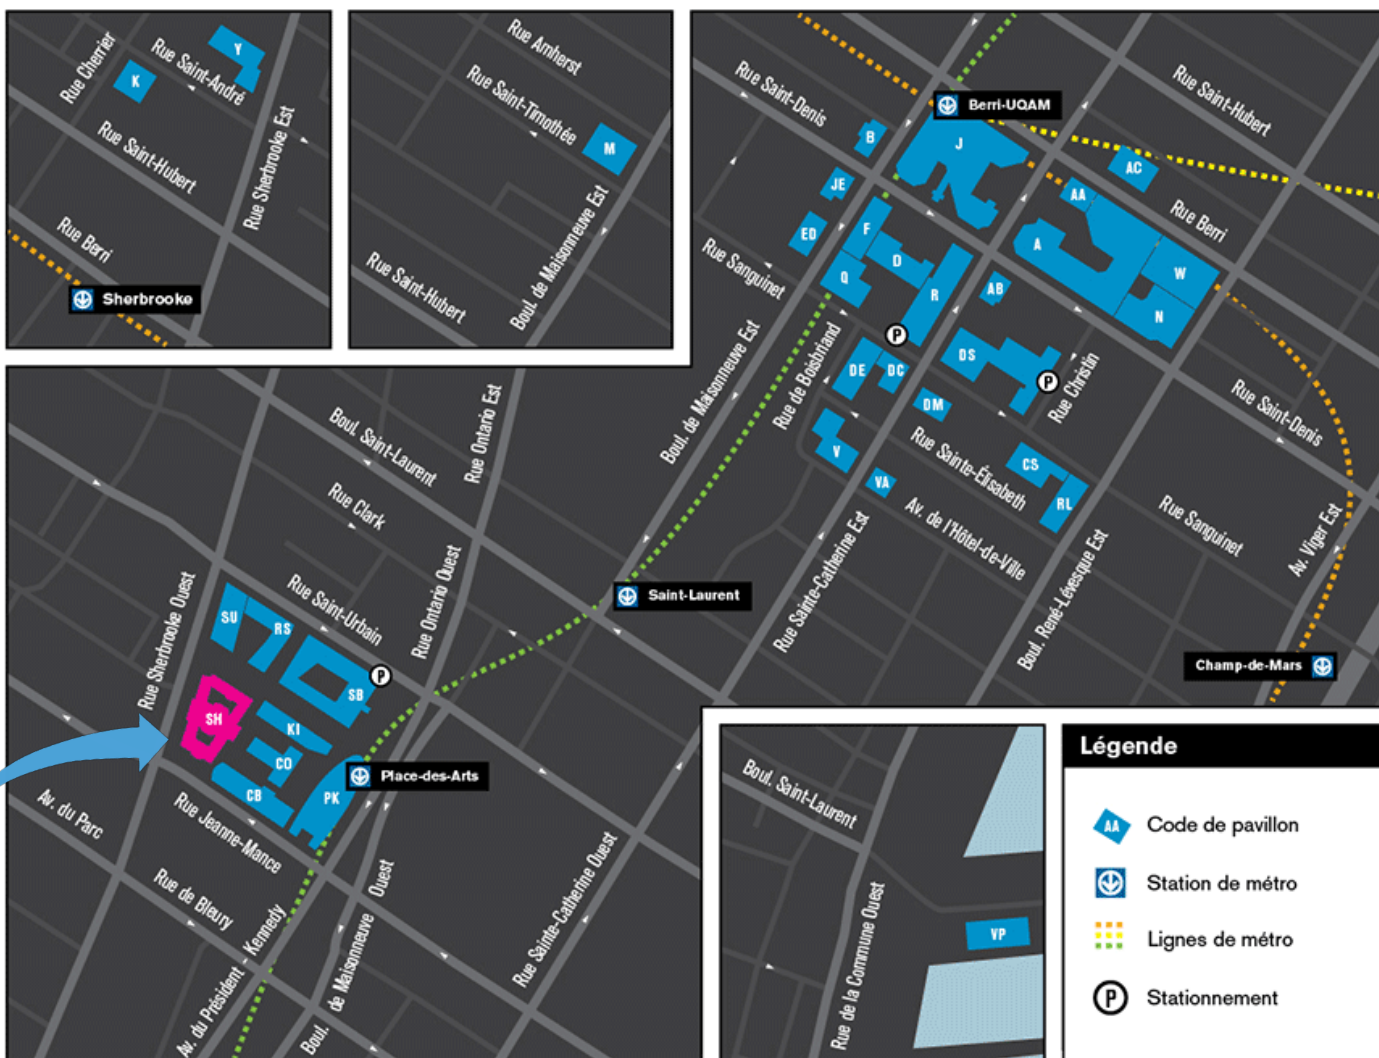 Rue Cherrier
Rue Saint-André
Y
K
Rue Saint-Hubert
Rue Sherbrooke Est
Rue Berri
Sherbrooke
Rue Amherst
Rue Saint-Timothée
M
Boul. de Maisonneuve Est
Rue Saint-Hubert
Rue Saint-Denis
Berri-UQAM
Rue Saint-Hubert
B
J
AC
JE
AA
Rue Berri
ED
F
A
Rue Sanguinet
D
W
Q
R
AB
N
P
Boul. de Maisonneuve Est
Rue de Boisbriand
DE
DC
DS
P
Rue Christin
DM
Rue Saint-Denis
V
Rue Sainte-Élisabeth
CS
VA
RL
Av. de l'Hôtel-de-Ville
Rue Sanguinet
Av. Viger Est
Rue Sainte-Catherine Est
Boul. René-Lévesque Est
Champ-de-Mars
Boul. Saint-Laurent
Rue Ontario Est
Rue Clark
Saint-Laurent
Rue Saint-Urbain
Rue Ontario Ouest
Rue Sherbrooke Ouest
SU
RS
SB
P
SH
KI
CO
CB
PK
Place-des-Arts
Av. du Parc
Rue Jeanne-Mance
Rue de Bleury
Av. du Président - Kennedy
Boul. de Maisonneuve Ouest
Rue Sainte-Catherine Ouest
Boul. Saint-Laurent
Rue de la Commune Ouest
VP
Légende
AA
Code de pavillon
Station de métro
Lignes de métro
P
Stationnement